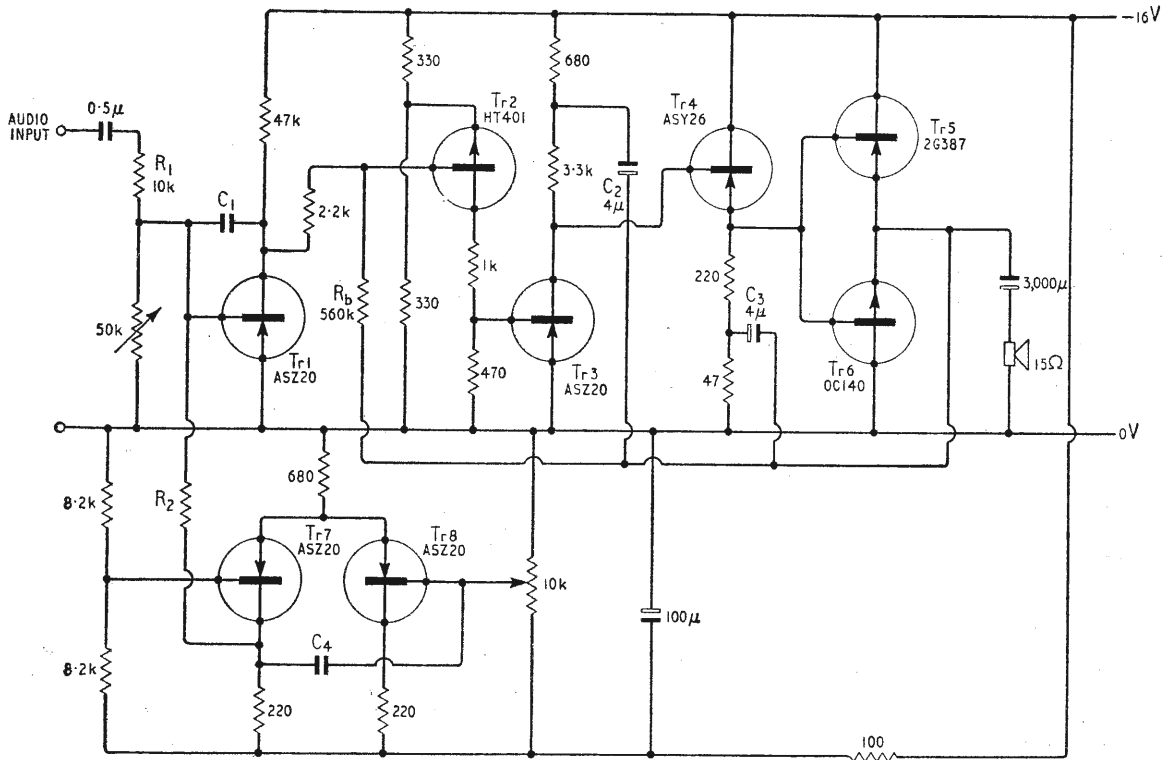 –16V
AUDIO
INPUT
0·5μ
R1
10k
47k
330
680
Tr2
HT401
Tr4
ASY26
Tr5
2G387
C1
2·2k
3·3k
C2
4μ
50k
Tr1
ASZ20
Rb
560k
330
1k
470
Tr3
ASZ20
220
C3
4μ
47
Tr6
OC140
3,000μ
15Ω
0V
8·2k
R2
680
Tr7
ASZ20
Tr8
ASZ20
10k
100μ
8·2k
C4
220
220
100